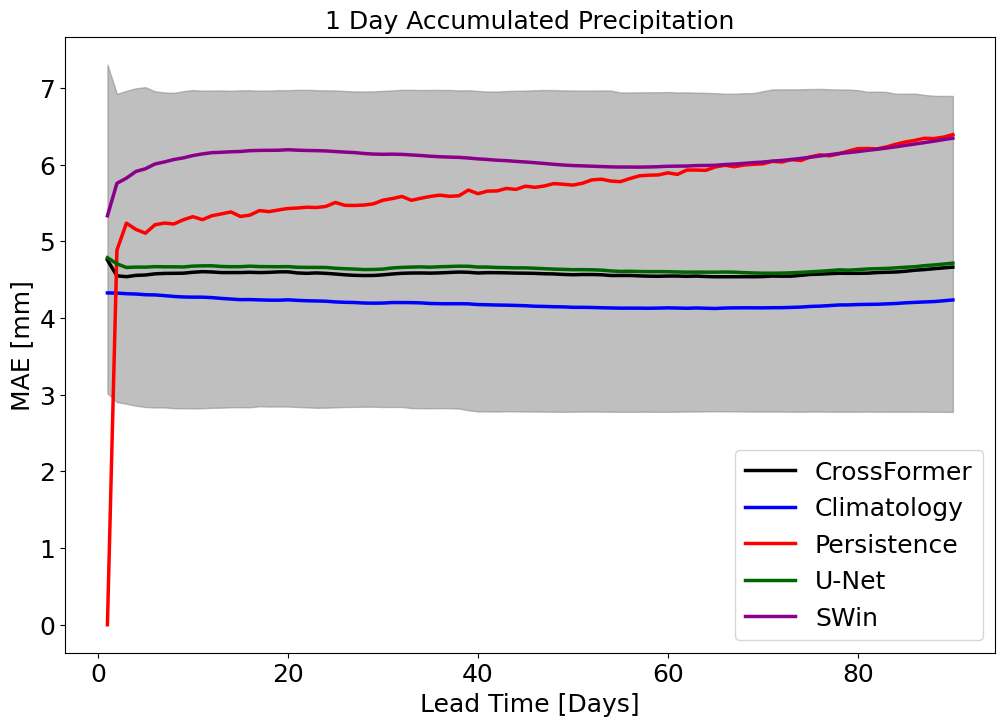 1 Day Accumulated Precipitation
MAE [mm]
7
6
5
4
3
2
1
0
0 20 40 60 80
Lead Time [Days]
CrossFormer
Climatology
Persistence
U-Net
SWin